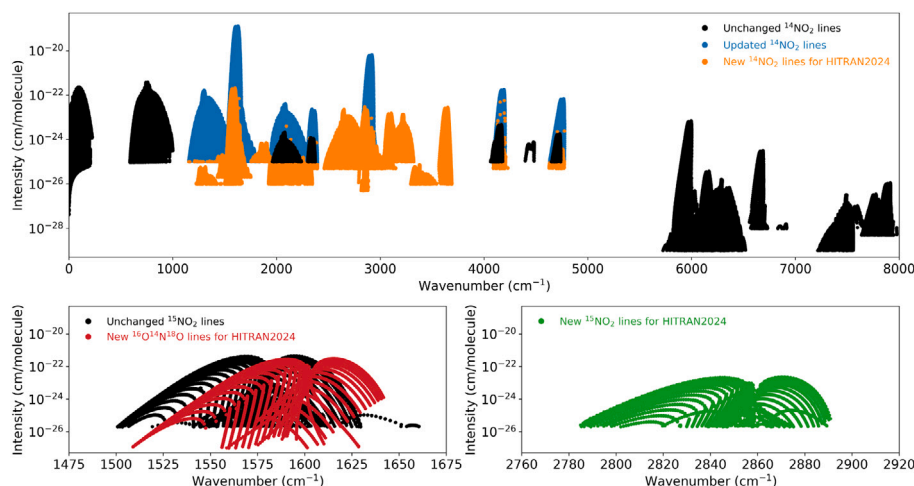 Unchanged ¹⁴NO₂ lines
Updated ¹⁴NO₂ lines
New ¹⁴NO₂ lines for HITRAN2024
Intensity (cm/molecule)
10⁻²⁰
10⁻²²
10⁻²⁴
10⁻²⁶
10⁻²⁸
0 1000 2000 3000 4000 5000 6000 7000 8000
Wavenumber (cm⁻¹)
Unchanged ¹⁵NO₂ lines
New ¹⁶O¹⁴N¹⁸O lines for HITRAN2024
Intensity (cm/molecule)
10⁻²⁰
10⁻²²
10⁻²⁴
10⁻²⁶
1475 1500 1525 1550 1575 1600 1625 1650 1675
Wavenumber (cm⁻¹)
New ¹⁵NO₂ lines for HITRAN2024
Intensity (cm/molecule)
10⁻²⁰
10⁻²²
10⁻²⁴
10⁻²⁶
2760 2780 2800 2820 2840 2860 2880 2900 2920
Wavenumber (cm⁻¹)